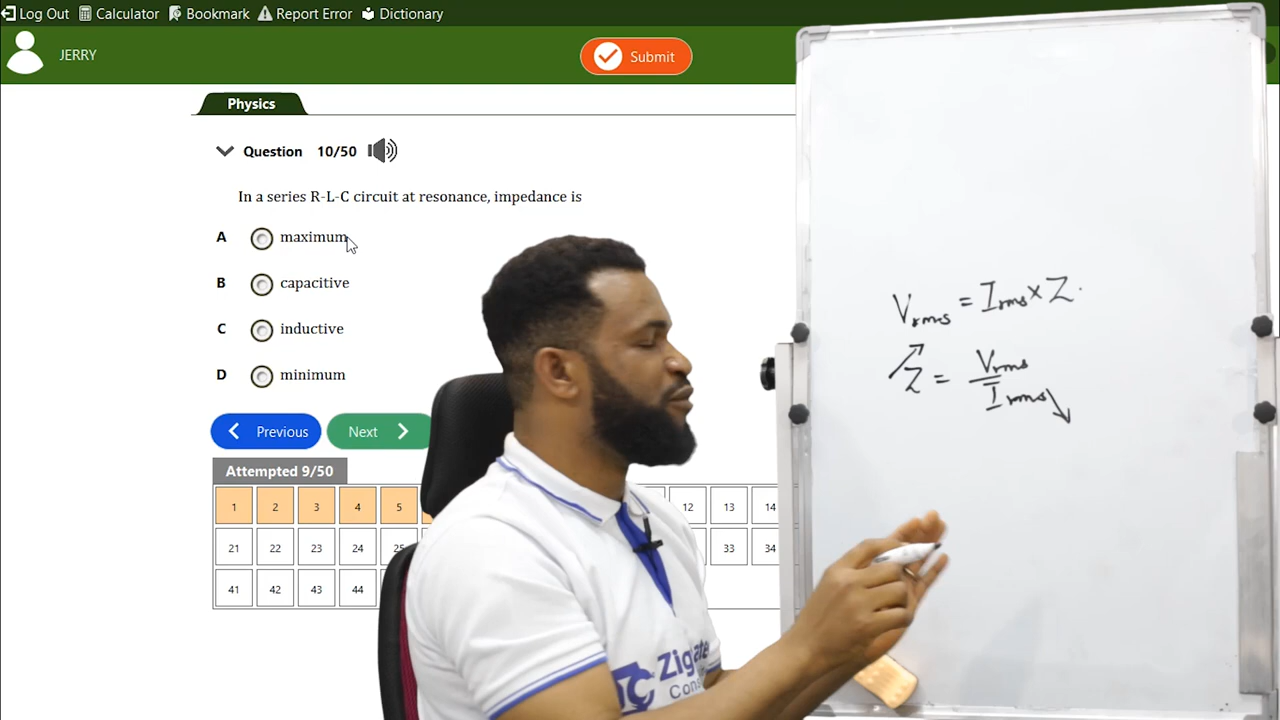 Log Out Calculator Bookmark Report Error Dictionary
JERRY
Submit
Physics
Question 10/50
In a series R-L-C circuit at resonance, impedance is
A maximum
B capacitive
C inductive
D minimum
Previous Next
Attempted 9/50
1 2 3 4 5 12 13 14
21 22 23 24 25 33 34
41 42 43 44
Vrms = Irms × Z.
Z = Vrms / Irms